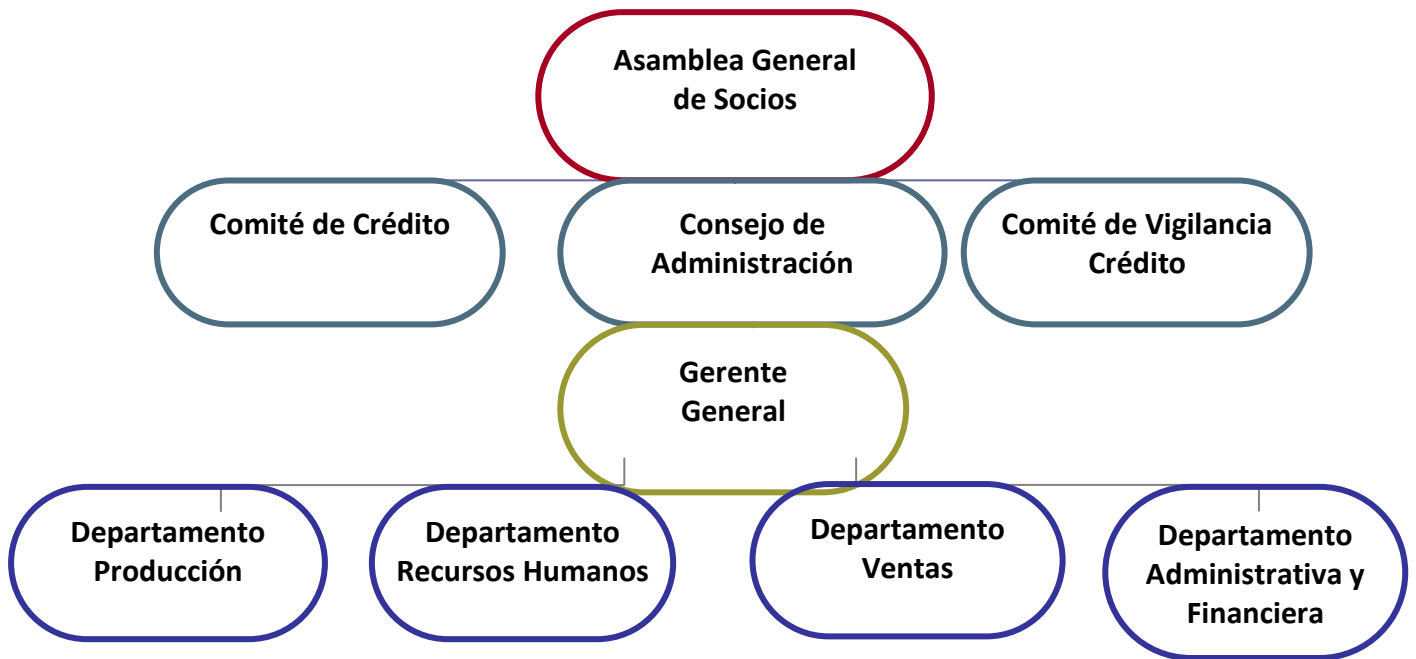 Asamblea General
de Socios
Comité de Crédito
Consejo de
Administración
Comité de Vigilancia
Crédito
Gerente
General
Departamento
Producción
Departamento
Recursos Humanos
Departamento
Ventas
Departamento
Administrativa y
Financiera